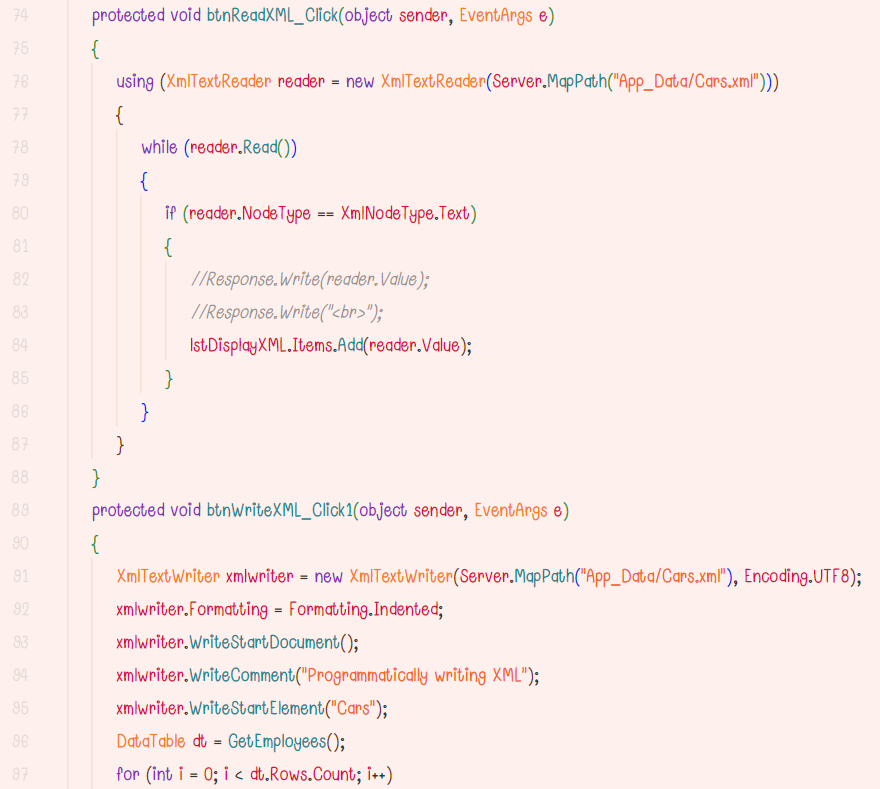 74 protected void btnReadXML_Click(object sender, EventArgs e)
75 {
76 using (XmlTextReader reader = new XmlTextReader(Server.MapPath("App_Data/Cars.xml")))
77 {
78 while (reader.Read())
79 {
80 if (reader.NodeType == XmlNodeType.Text)
81 {
82 //Response.Write(reader.Value);
83 //Response.Write("<br>");
84 lstDisplayXML.Items.Add(reader.Value);
85 }
86 }
87 }
88 }
89 protected void btnWriteXML_Click1(object sender, EventArgs e)
90 {
91 XmlTextWriter xmlwriter = new XmlTextWriter(Server.MapPath("App_Data/Cars.xml"), Encoding.UTF8);
92 xmlwriter.Formatting = Formatting.Indented;
93 xmlwriter.WriteStartDocument();
94 xmlwriter.WriteComment("Programmatically writing XML");
95 xmlwriter.WriteStartElement("Cars");
96 DataTable dt = GetEmployees();
97 for (int i = 0; i < dt.Rows.Count; i++)